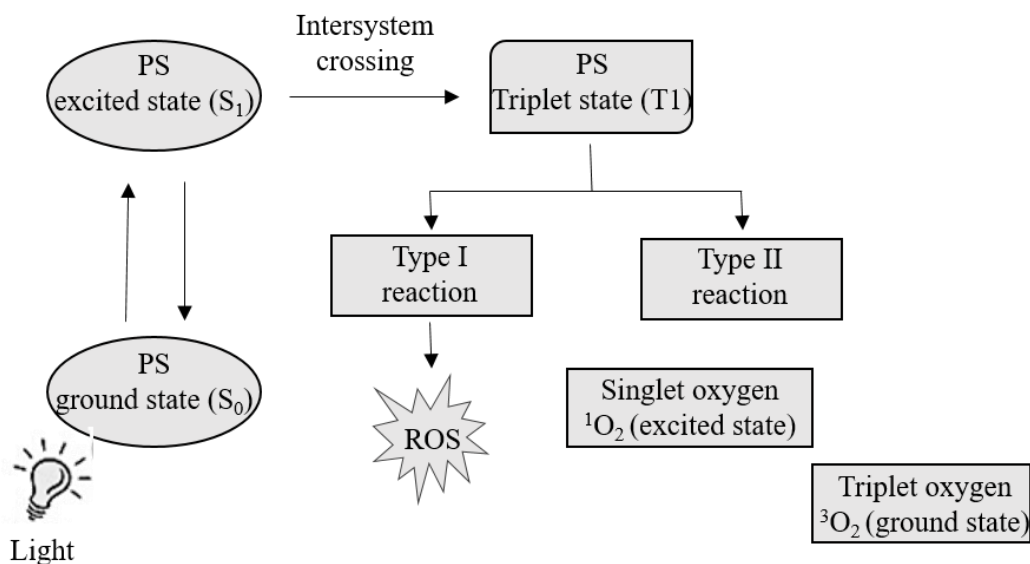 Intersystem
crossing
PS
excited state (S₁)
PS
Triplet state (T1)
Type I
reaction
Type II
reaction
PS
ground state (S₀)
ROS
Singlet oxygen
¹O₂ (excited state)
Triplet oxygen
³O₂ (ground state)
Light